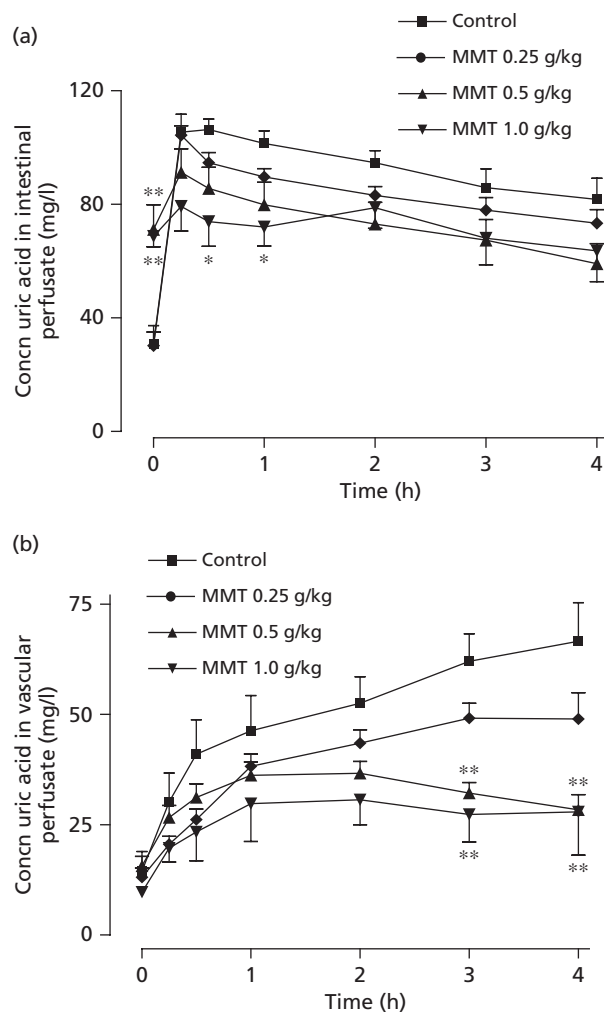 (a)
Control
MMT 0.25 g/kg
MMT 0.5 g/kg
MMT 1.0 g/kg
Concn uric acid in intestinal
perfusate (mg/l)
120
80
40
0
**
**
*
*
0 1 2 3 4
Time (h)
(b)
Control
MMT 0.25 g/kg
MMT 0.5 g/kg
MMT 1.0 g/kg
Concn uric acid in vascular
perfusate (mg/l)
75
50
25
0
**
**
**
**
0 1 2 3 4
Time (h)